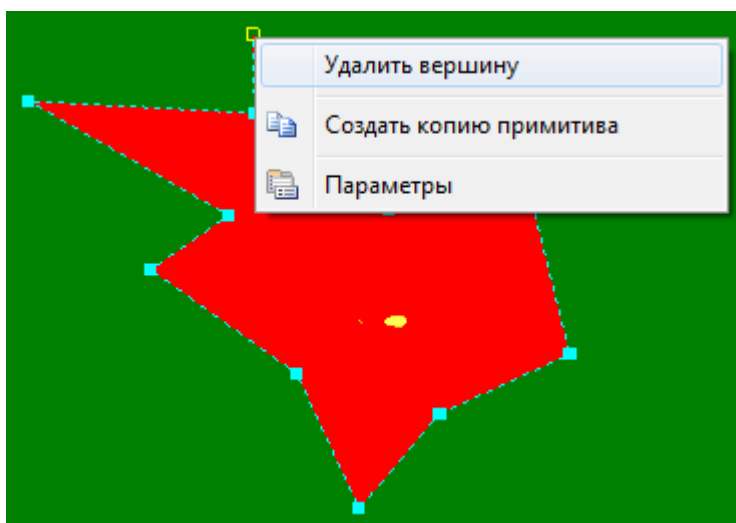 Удалить вершину
Создать копию примитива
Параметры